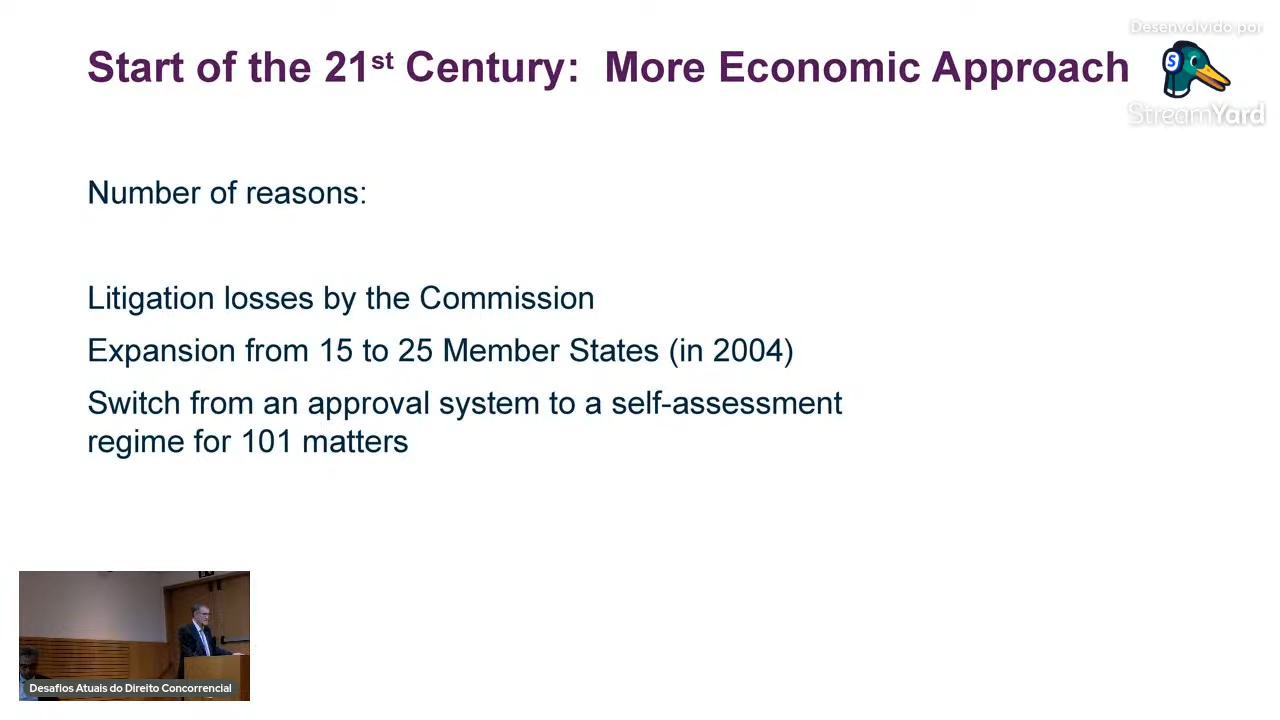 Desenvolvido por
Start of the 21st Century: More Economic Approach
S
StreamYard
Number of reasons:
Litigation losses by the Commission
Expansion from 15 to 25 Member States (in 2004)
Switch from an approval system to a self-assessment
regime for 101 matters
Desafios Atuais do Direito Concorrencial